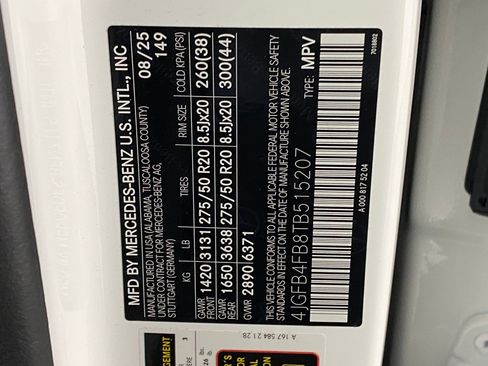 MFD BY MERCEDES-BENZ U.S. INTL., INC
MANUFACTURED IN USA (ALABAMA, TUSCALOOSA COUNTY)
UNDER CONTRACT FOR MERCEDES-BENZ AG,
STUTTGART (GERMANY)
08/25
149
KG LB TIRES RIM SIZE COLD KPA (PSI)
GAWR FRONT 1420 3131 275/50 R20 8.5Jx20 260(38)
GAWR REAR 1650 3638 275/50 R20 8.5Jx20 300(44)
GVWR 2890 6371
THIS VEHICLE CONFORMS TO ALL APPLICABLE FEDERAL MOTOR VEHICLE SAFETY
STANDARDS IN EFFECT ON THE DATE OF MANUFACTURE SHOWN ABOVE.
4JGFB4FB8TB515207 TYPE: MPV
A 000 817 52 04
7018802
A 167 584 21 28